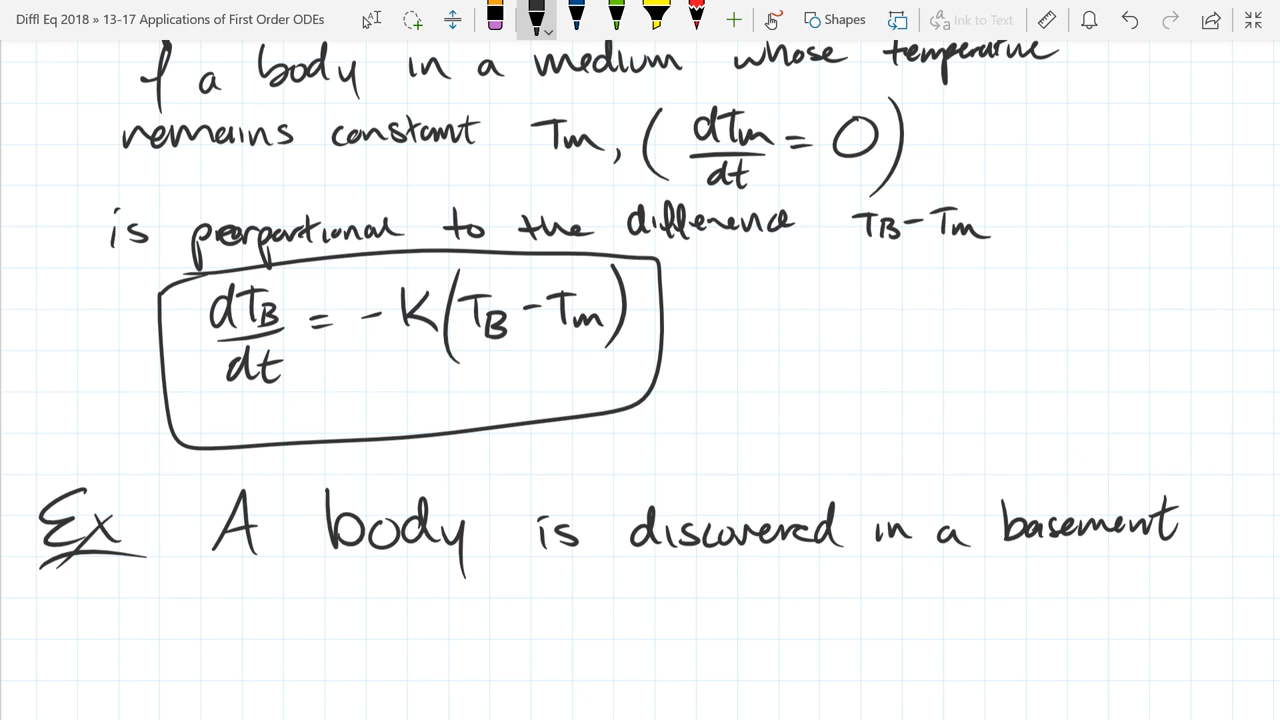 Diffl Eq 2018 » 13-17 Applications of First Order ODEs
Shapes
Ink to Text
of a body in a medium whose temperature
remains constant Tm, (dTm/dt = 0)
is perportional to the difference TB-Tm
dTB/dt = -K(TB-Tm)
Ex A body is discovered in a basement